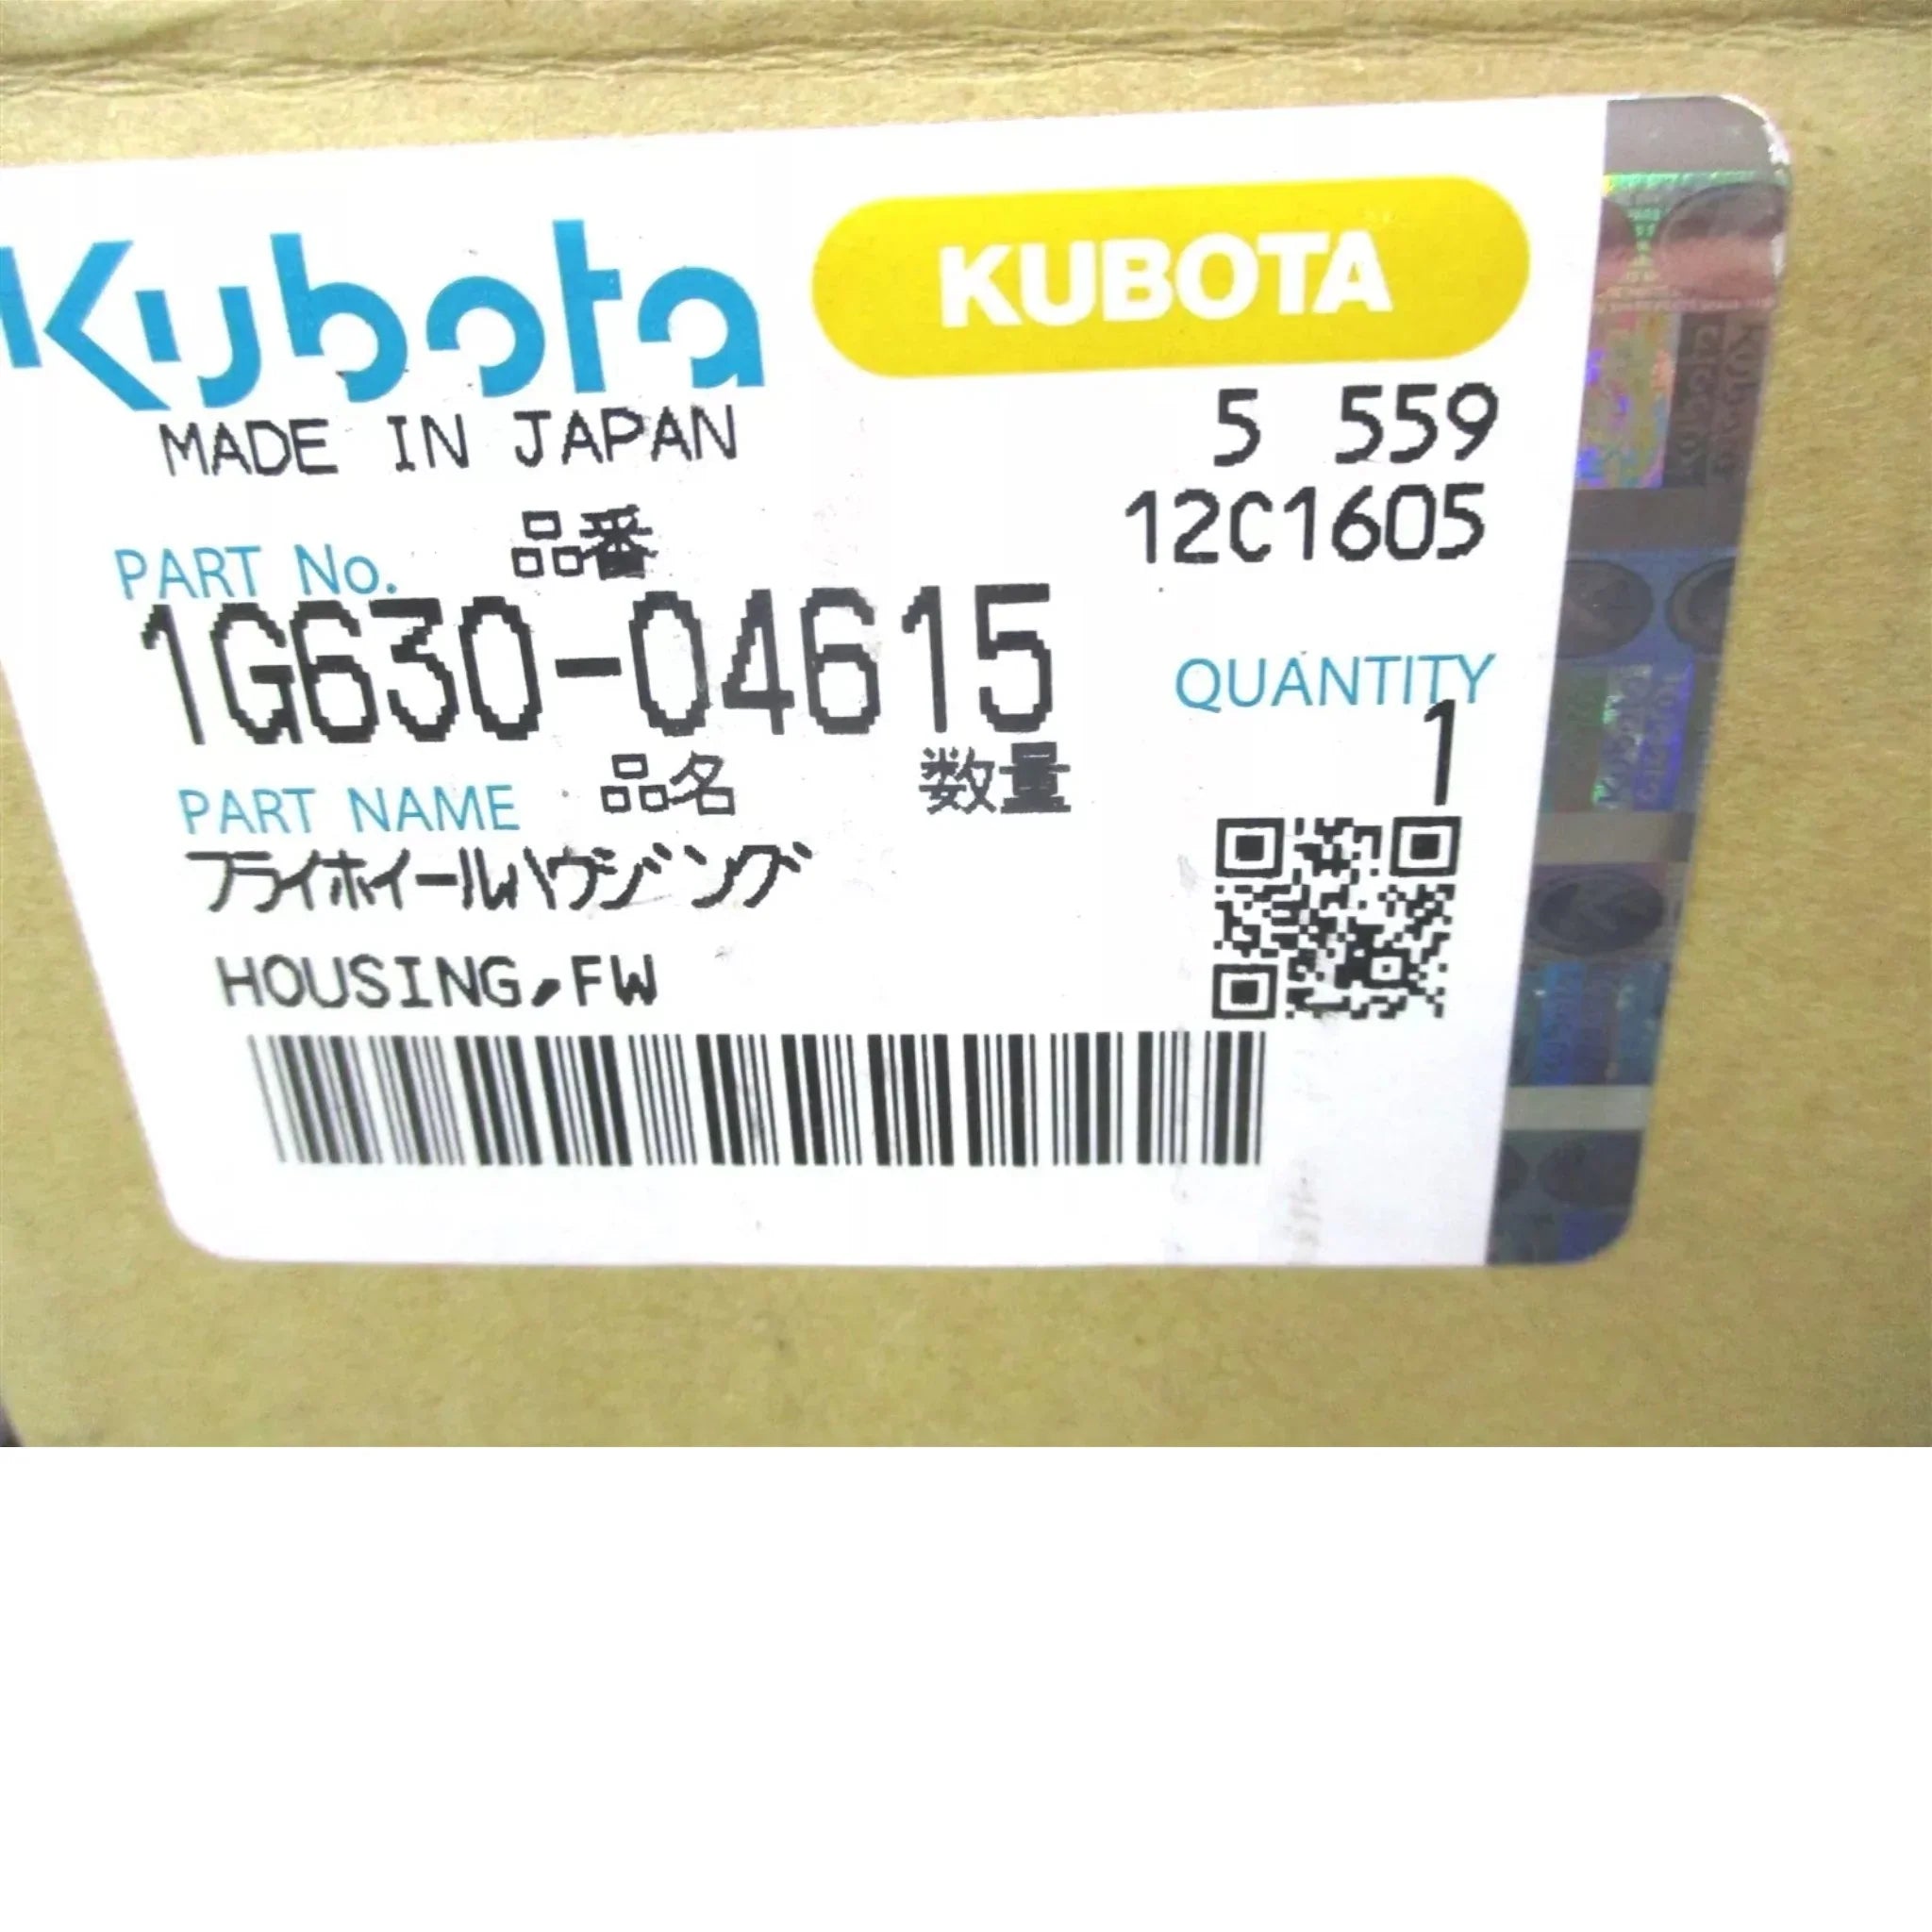 Kubota
KUBOTA
MADE IN JAPAN
5 559
12C1605
PART No. 品番
1G630-04615
QUANTITY
1
PART NAME 品名 数量
フライホイールハウジング
HOUSING,FW